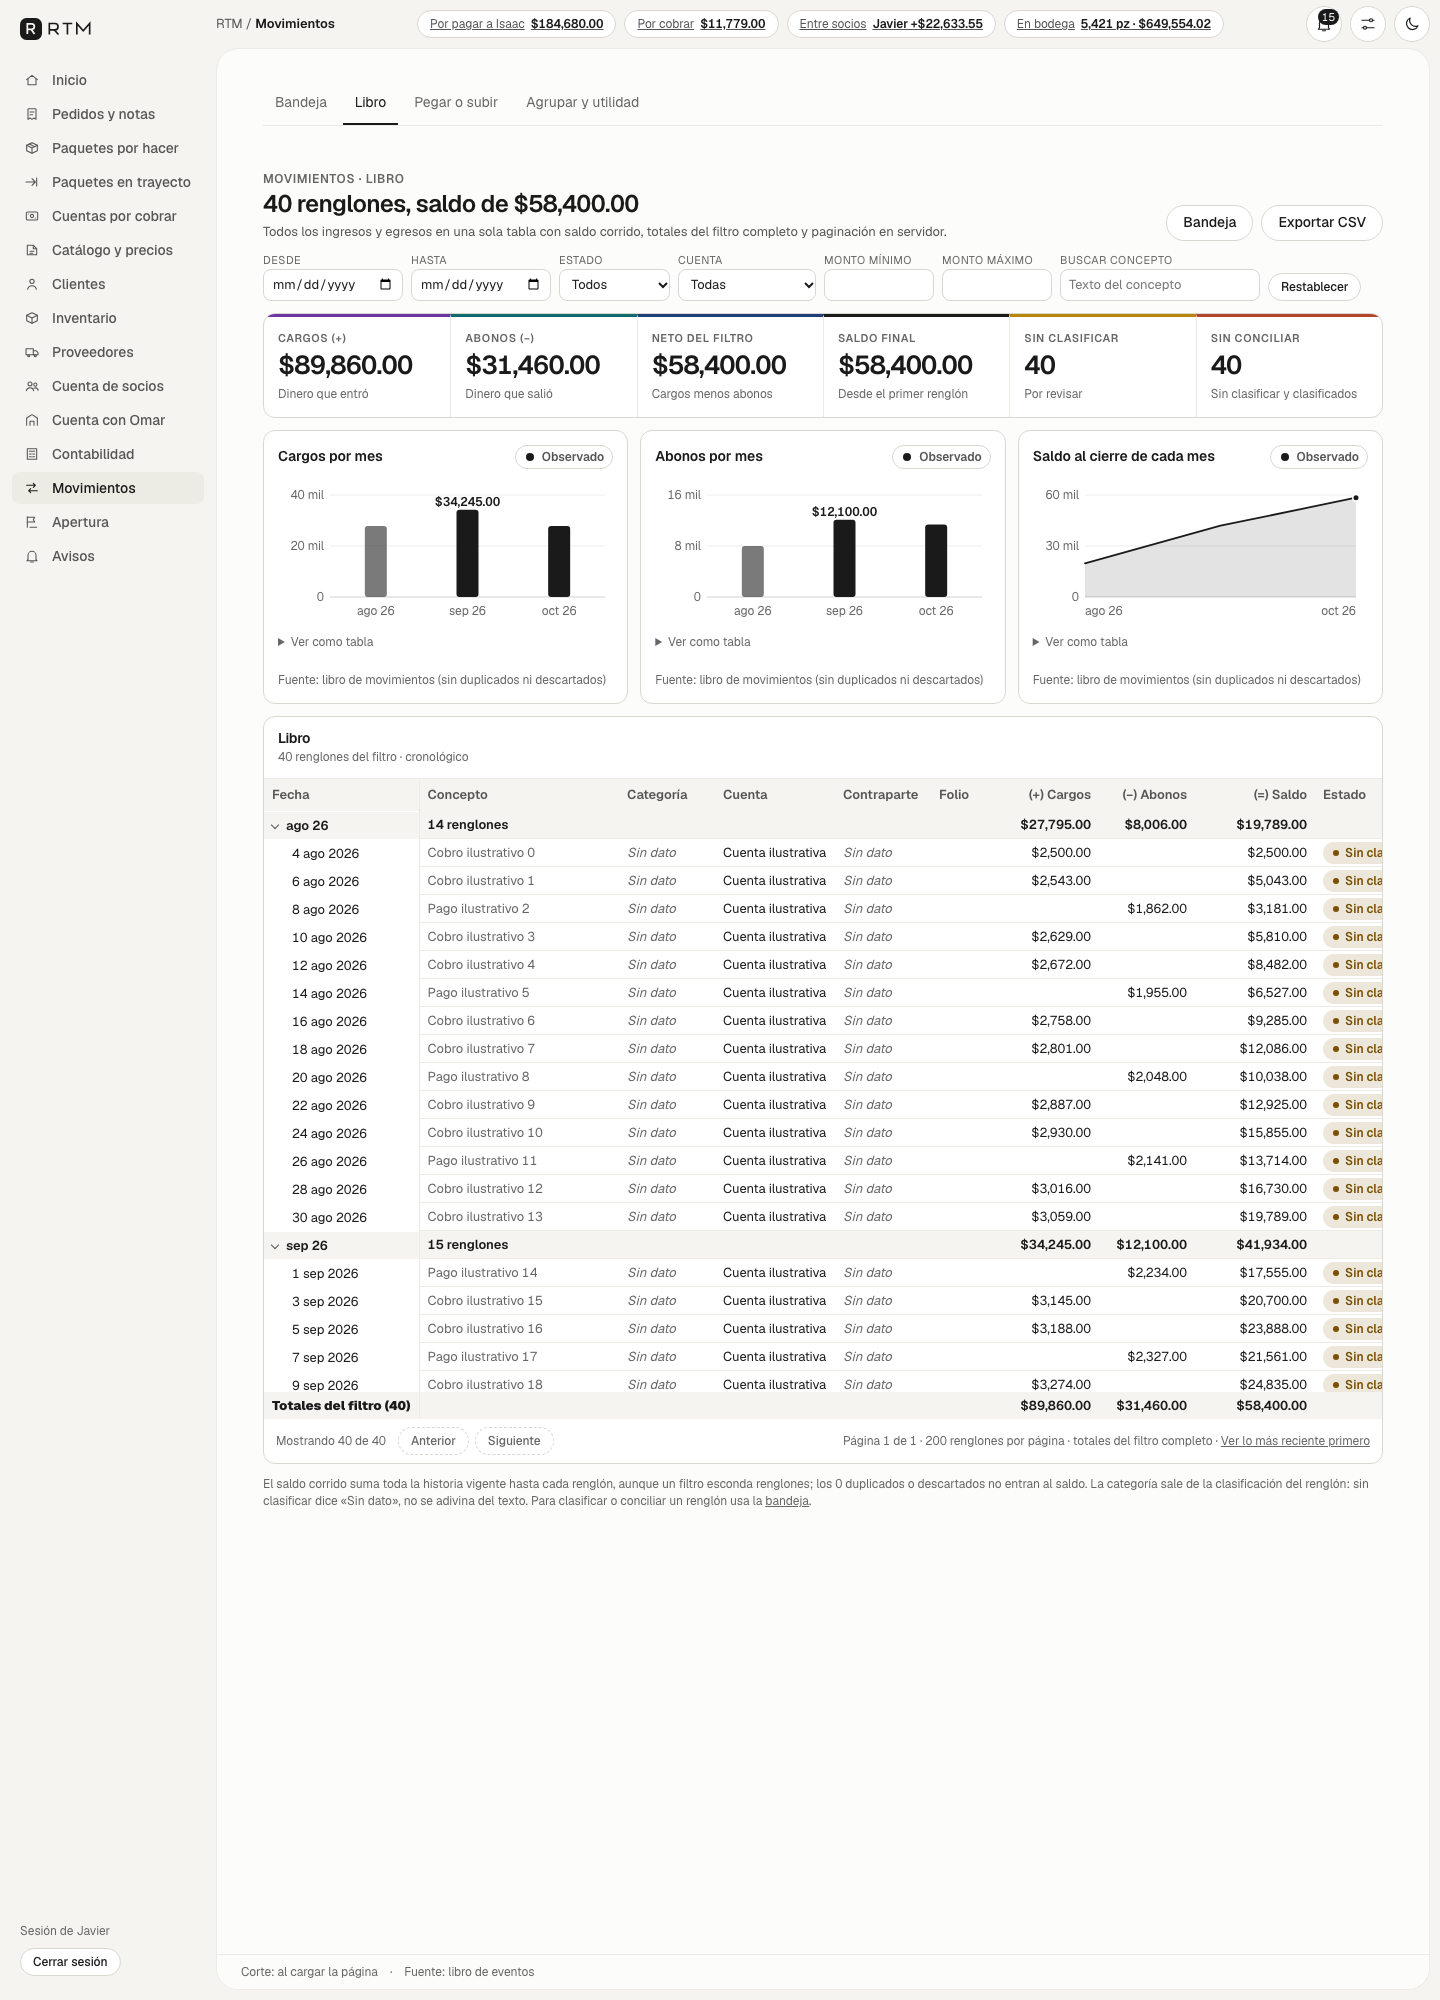 R RTM
RTM / Movimientos
Por pagar a Isaac $184,680.00
Por cobrar $11,779.00
Entre socios Javier +$22,633.55
En bodega 5,421 pz · $649,554.02
15
Inicio
Pedidos y notas
Paquetes por hacer
Paquetes en trayecto
Cuentas por cobrar
Catálogo y precios
Clientes
Inventario
Proveedores
Cuenta de socios
Cuenta con Omar
Contabilidad
Movimientos
Apertura
Avisos
Sesión de Javier
Cerrar sesión
Bandeja Libro Pegar o subir Agrupar y utilidad
MOVIMIENTOS · LIBRO
40 renglones, saldo de $58,400.00
Todos los ingresos y egresos en una sola tabla con saldo corrido, totales del filtro completo y paginación en servidor.
Bandeja Exportar CSV
DESDE HASTA ESTADO CUENTA MONTO MÍNIMO MONTO MÁXIMO BUSCAR CONCEPTO
mm/dd/yyyy mm/dd/yyyy Todos Todas Texto del concepto Restablecer
CARGOS (+) ABONOS (−) NETO DEL FILTRO SALDO FINAL SIN CLASIFICAR SIN CONCILIAR
$89,860.00 $31,460.00 $58,400.00 $58,400.00 40 40
Dinero que entró Dinero que salió Cargos menos abonos Desde el primer renglón Por revisar Sin clasificar y clasificados
Cargos por mes Observado
40 mil
$34,245.00
20 mil
0
ago 26 sep 26 oct 26
Ver como tabla
Fuente: libro de movimientos (sin duplicados ni descartados)
Abonos por mes Observado
16 mil
$12,100.00
8 mil
0
ago 26 sep 26 oct 26
Ver como tabla
Fuente: libro de movimientos (sin duplicados ni descartados)
Saldo al cierre de cada mes Observado
60 mil
30 mil
0
ago 26 oct 26
Ver como tabla
Fuente: libro de movimientos (sin duplicados ni descartados)
Libro
40 renglones del filtro · cronológico
Fecha Concepto Categoría Cuenta Contraparte Folio (+) Cargos (−) Abonos (=) Saldo Estado
ago 26 14 renglones $27,795.00 $8,006.00 $19,789.00
4 ago 2026 Cobro ilustrativo 0 Sin dato Cuenta ilustrativa Sin dato $2,500.00 $2,500.00 Sin cla
6 ago 2026 Cobro ilustrativo 1 Sin dato Cuenta ilustrativa Sin dato $2,543.00 $5,043.00 Sin cla
8 ago 2026 Pago ilustrativo 2 Sin dato Cuenta ilustrativa Sin dato $1,862.00 $3,181.00 Sin cla
10 ago 2026 Cobro ilustrativo 3 Sin dato Cuenta ilustrativa Sin dato $2,629.00 $5,810.00 Sin cla
12 ago 2026 Cobro ilustrativo 4 Sin dato Cuenta ilustrativa Sin dato $2,672.00 $8,482.00 Sin cla
14 ago 2026 Pago ilustrativo 5 Sin dato Cuenta ilustrativa Sin dato $1,955.00 $6,527.00 Sin cla
16 ago 2026 Cobro ilustrativo 6 Sin dato Cuenta ilustrativa Sin dato $2,758.00 $9,285.00 Sin cla
18 ago 2026 Cobro ilustrativo 7 Sin dato Cuenta ilustrativa Sin dato $2,801.00 $12,086.00 Sin cla
20 ago 2026 Pago ilustrativo 8 Sin dato Cuenta ilustrativa Sin dato $2,048.00 $10,038.00 Sin cla
22 ago 2026 Cobro ilustrativo 9 Sin dato Cuenta ilustrativa Sin dato $2,887.00 $12,925.00 Sin cla
24 ago 2026 Cobro ilustrativo 10 Sin dato Cuenta ilustrativa Sin dato $2,930.00 $15,855.00 Sin cla
26 ago 2026 Pago ilustrativo 11 Sin dato Cuenta ilustrativa Sin dato $2,141.00 $13,714.00 Sin cla
28 ago 2026 Cobro ilustrativo 12 Sin dato Cuenta ilustrativa Sin dato $3,016.00 $16,730.00 Sin cla
30 ago 2026 Cobro ilustrativo 13 Sin dato Cuenta ilustrativa Sin dato $3,059.00 $19,789.00 Sin cla
sep 26 15 renglones $34,245.00 $12,100.00 $41,934.00
1 sep 2026 Pago ilustrativo 14 Sin dato Cuenta ilustrativa Sin dato $2,234.00 $17,555.00 Sin cla
3 sep 2026 Cobro ilustrativo 15 Sin dato Cuenta ilustrativa Sin dato $3,145.00 $20,700.00 Sin cla
5 sep 2026 Cobro ilustrativo 16 Sin dato Cuenta ilustrativa Sin dato $3,188.00 $23,888.00 Sin cla
7 sep 2026 Pago ilustrativo 17 Sin dato Cuenta ilustrativa Sin dato $2,327.00 $21,561.00 Sin cla
9 sep 2026 Cobro ilustrativo 18 Sin dato Cuenta ilustrativa Sin dato $3,274.00 $24,835.00 Sin cla
Totales del filtro (40) $89,860.00 $31,460.00 $58,400.00
Mostrando 40 de 40 Anterior Siguiente Página 1 de 1 · 200 renglones por página · totales del filtro completo · Ver lo más reciente primero
El saldo corrido suma toda la historia vigente hasta cada renglón, aunque un filtro esconda renglones; los 0 duplicados o descartados no entran al saldo. La categoría sale de la clasificación del renglón: sin
clasificar dice «Sin dato», no se adivina del texto. Para clasificar o conciliar un renglón usa la bandeja.
Corte: al cargar la página · Fuente: libro de eventos